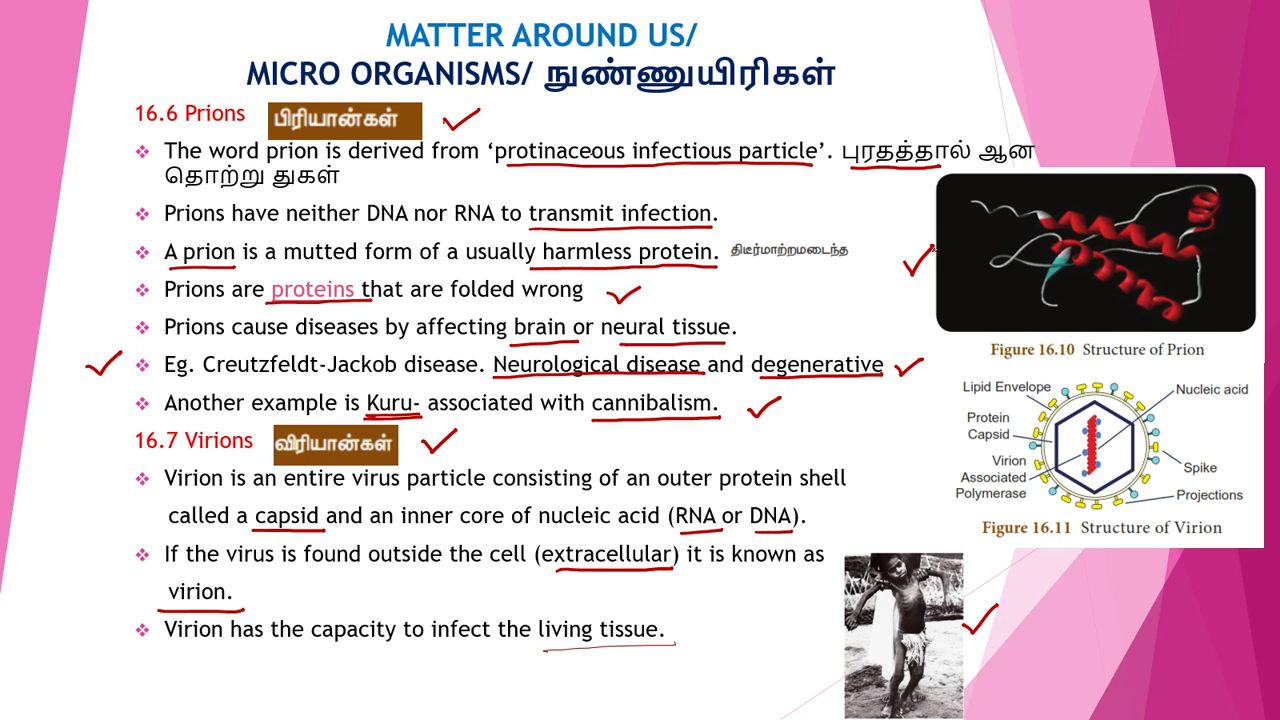 MATTER AROUND US/
MICRO ORGANISMS/ நுண்ணுயிரிகள்
16.6 Prions பிரியான்கள்
❖ The word prion is derived from ‘protinaceous infectious particle’. புரதத்தால் ஆன
தொற்று துகள்
❖ Prions have neither DNA nor RNA to transmit infection.
❖ A prion is a mutted form of a usually harmless protein. திடீர்மாற்றமடைந்த
❖ Prions are proteins that are folded wrong
❖ Prions cause diseases by affecting brain or neural tissue.
❖ Eg. Creutzfeldt-Jackob disease. Neurological disease and degenerative
❖ Another example is Kuru- associated with cannibalism.
16.7 Virions விரியான்கள்
❖ Virion is an entire virus particle consisting of an outer protein shell
called a capsid and an inner core of nucleic acid (RNA or DNA).
❖ If the virus is found outside the cell (extracellular) it is known as
virion.
❖ Virion has the capacity to infect the living tissue.
Figure 16.10 Structure of Prion
Lipid Envelope
Nucleic acid
Protein
Capsid
Virion
Associated
Polymerase
Spike
Projections
Figure 16.11 Structure of Virion